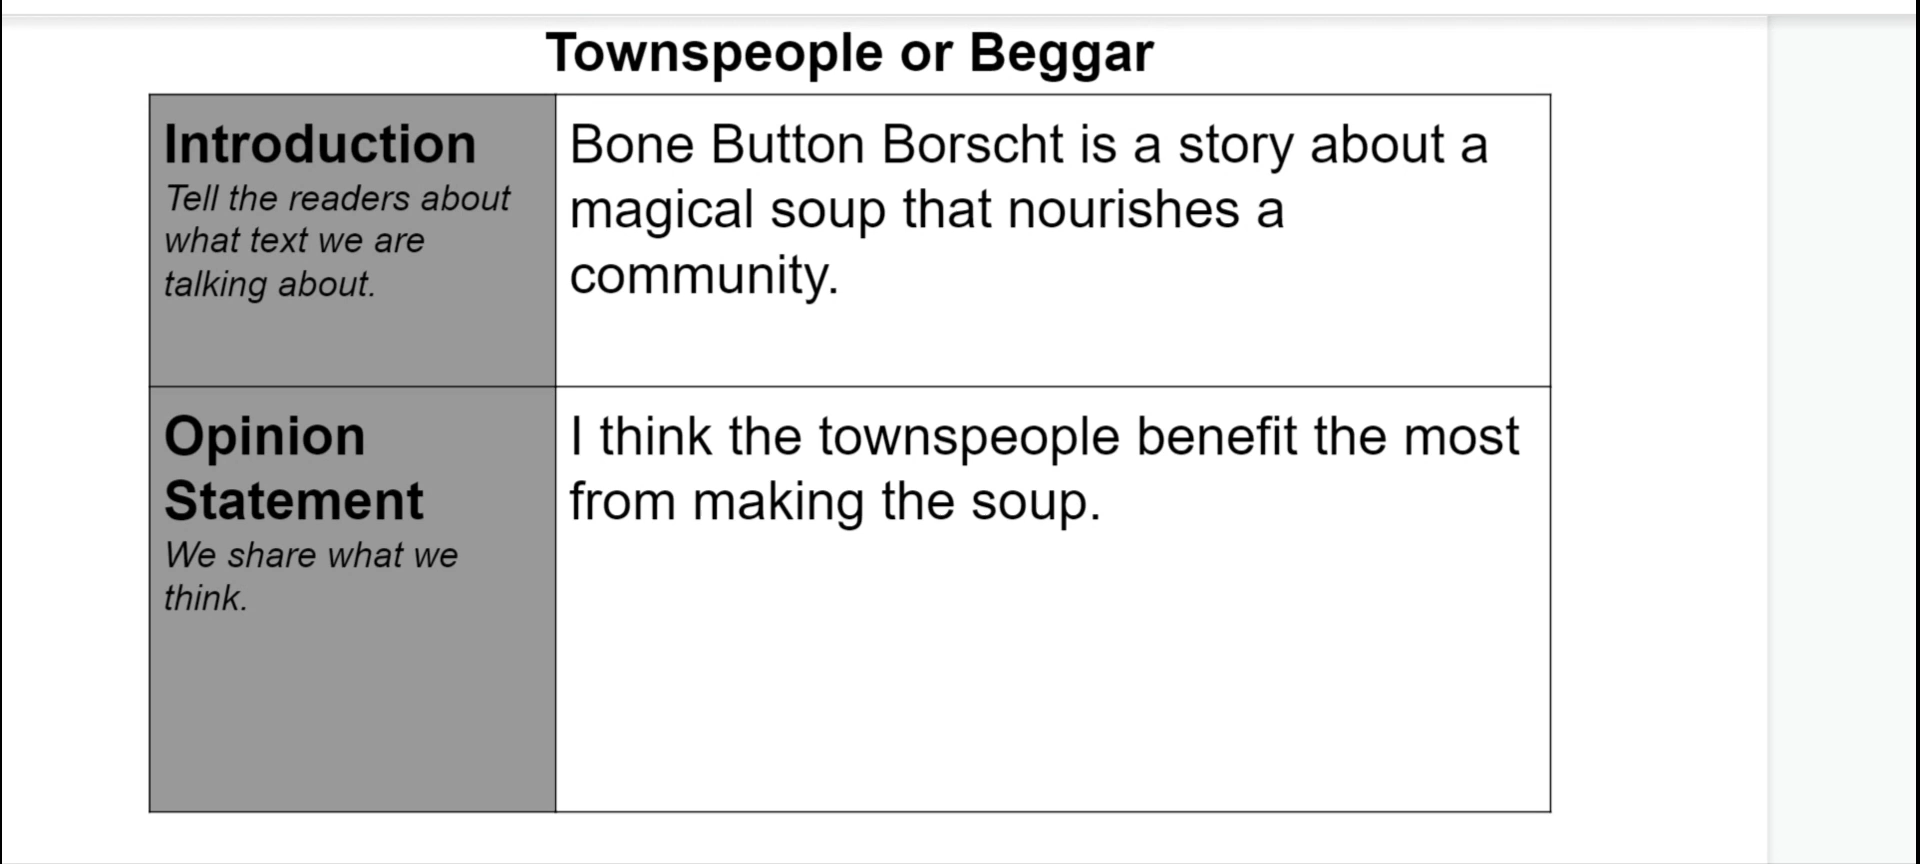 Townspeople or Beggar
Introduction
Tell the readers about
what text we are
talking about.
Bone Button Borscht is a story about a
magical soup that nourishes a
community.
Opinion
Statement
We share what we
think.
I think the townspeople benefit the most
from making the soup.